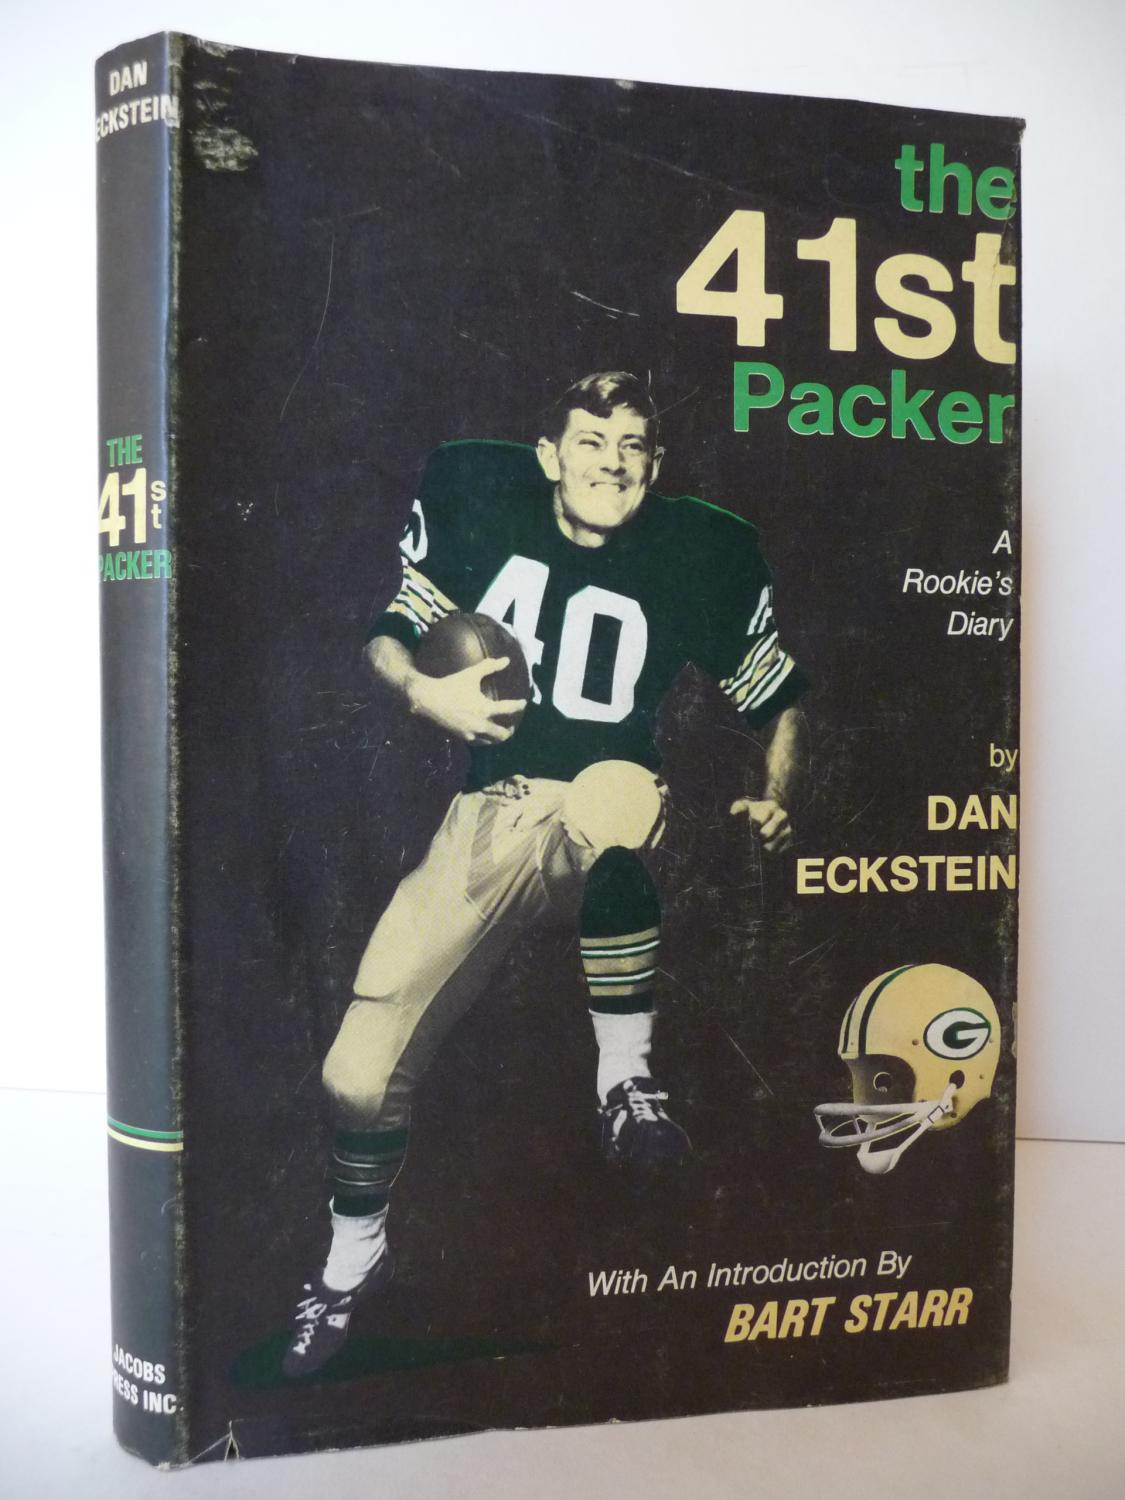 DAN
ECKSTEIN
THE
41st
PACKER
JACOBS
PRESS INC.
the
41st
Packer
A
Rookie's
Diary
by
DAN
ECKSTEIN
40
G
With An Introduction By
BART STARR